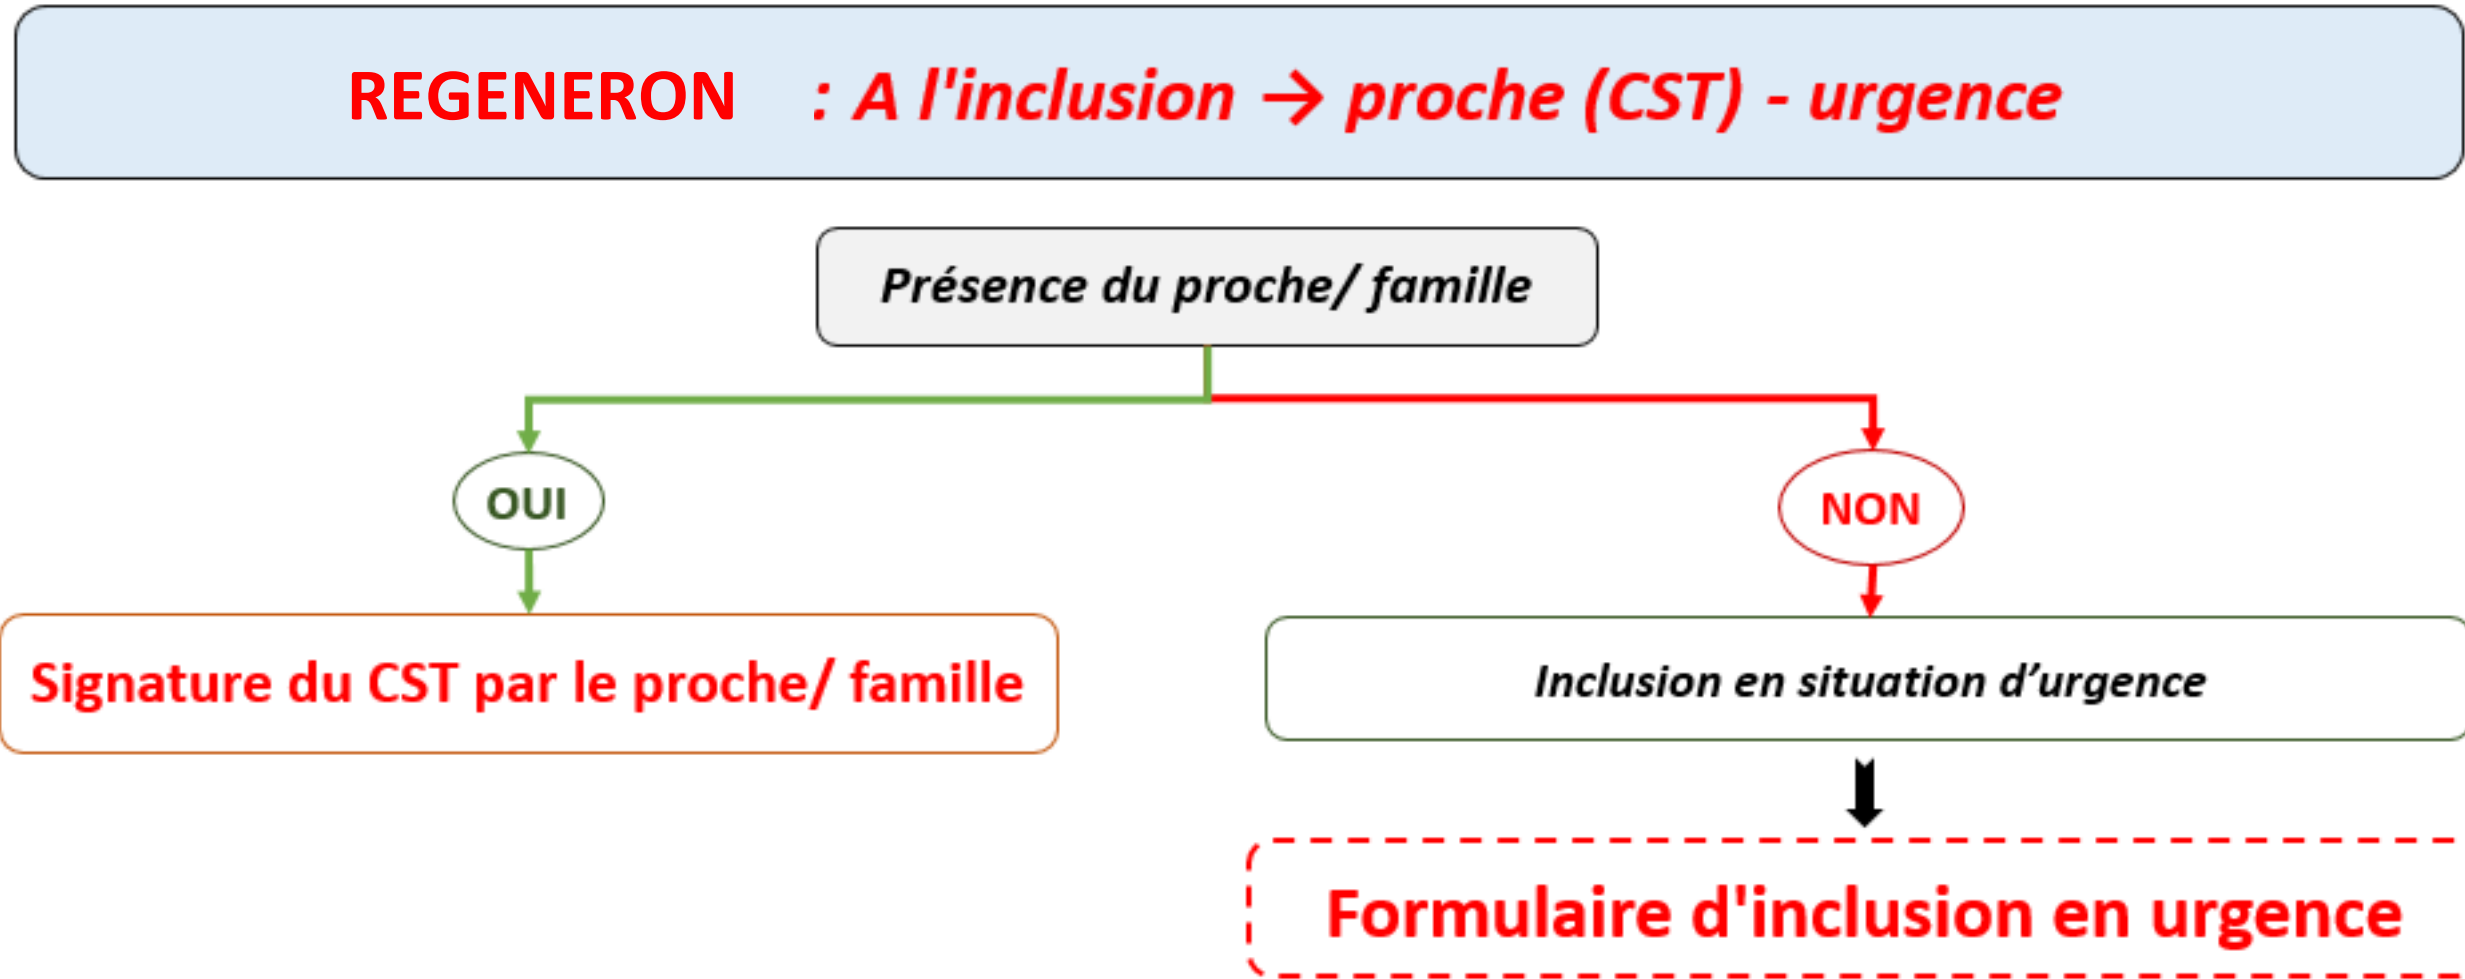 REGENERON : A l'inclusion → proche (CST) - urgence
Présence du proche/ famille
OUI
NON
Signature du CST par le proche/ famille
Inclusion en situation d’urgence
Formulaire d'inclusion en urgence